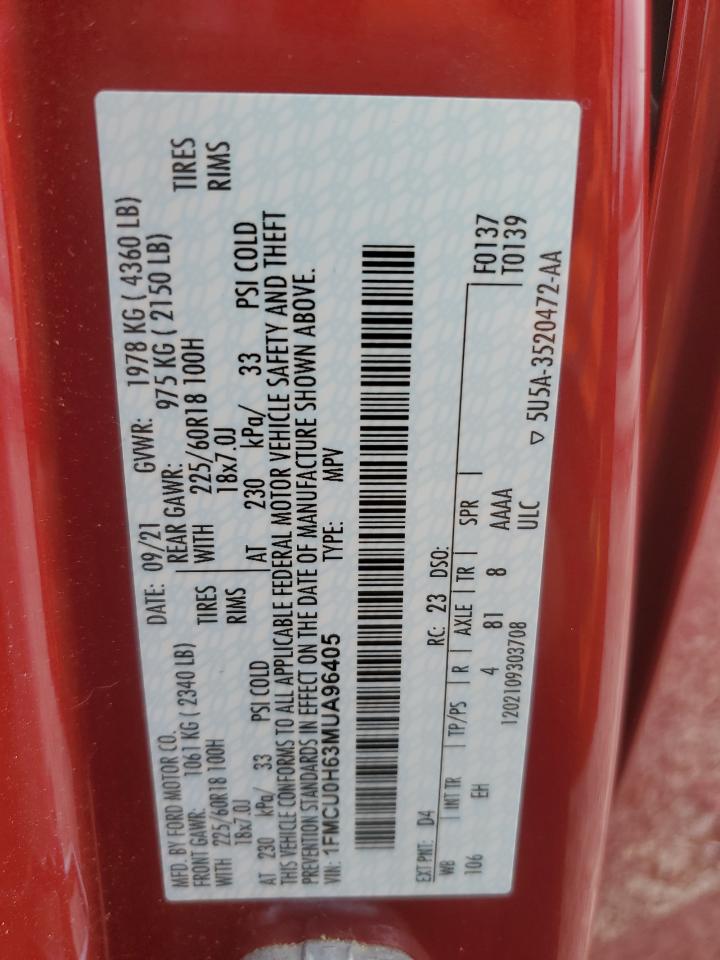 MFD. BY FORD MOTOR CO.
DATE: 09/21 GVWR: 1978 KG ( 4360 LB)
FRONT GAWR: 1061 KG ( 2340 LB) REAR GAWR: 975 KG ( 2150 LB)
WITH 225/60R18 100H TIRES WITH 225/60R18 100H TIRES
18x7.0J RIMS 18x7.0J RIMS
AT 230 kPa/ 33 PSI COLD AT 230 kPa/ 33 PSI COLD
THIS VEHICLE CONFORMS TO ALL APPLICABLE FEDERAL MOTOR VEHICLE SAFETY AND THEFT
PREVENTION STANDARDS IN EFFECT ON THE DATE OF MANUFACTURE SHOWN ABOVE.
VIN: 1FMCU0H63MUA96405 TYPE: MPV
EXT PNT: D4 RC: 23 DSO: F0137
WB | INT TR | TP/PS | R | AXLE | TR | SPR T0139
106 EH 4 81 8 AAAA
1202109303708 ULC
▽ 5U5A-3520472-AA